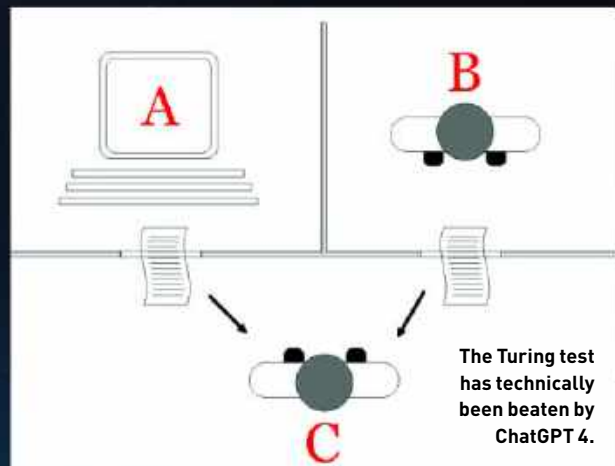 A
B
C
The Turing test
has technically
been beaten by
ChatGPT 4.